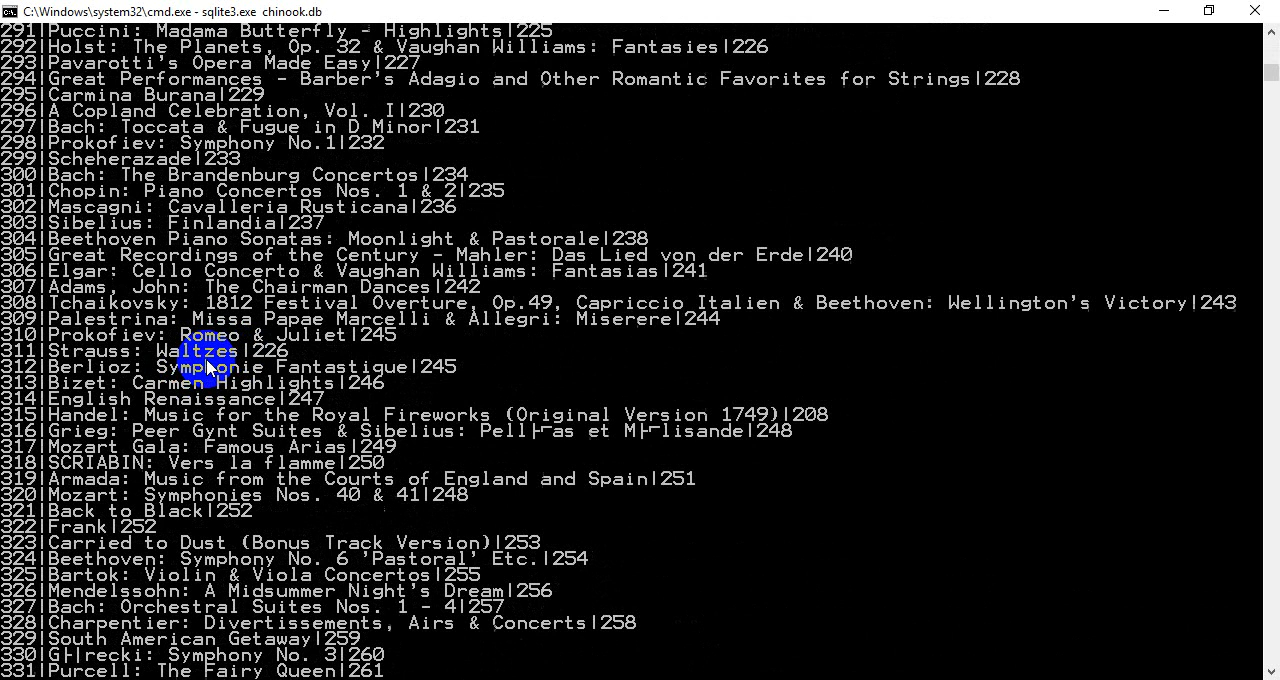 C:\Windows\system32\cmd.exe - sqlite3.exe chinook.db
291|Puccini: Madama Butterfly - Highlights|225
292|Holst: The Planets, Op. 32 & Vaughan Williams: Fantasies|226
293|Pavarotti's Opera Made Easy|227
294|Great Performances - Barber's Adagio and Other Romantic Favorites for Strings|228
295|Carmina Burana|229
296|A Copland Celebration, Vol. I|230
297|Bach: Toccata & Fugue in D Minor|231
298|Prokofiev: Symphony No.1|232
299|Scheherazade|233
300|Bach: The Brandenburg Concertos|234
301|Chopin: Piano Concertos Nos. 1 & 2|235
302|Mascagni: Cavalleria Rusticana|236
303|Sibelius: Finlandia|237
304|Beethoven Piano Sonatas: Moonlight & Pastorale|238
305|Great Recordings of the Century - Mahler: Das Lied von der Erde|240
306|Elgar: Cello Concerto & Vaughan Williams: Fantasias|241
307|Adams, John: The Chairman Dances|242
308|Tchaikovsky: 1812 Festival Overture, Op.49, Capriccio Italien & Beethoven: Wellington's Victory|243
309|Palestrina: Missa Papae Marcelli & Allegri: Miserere|244
310|Prokofiev: Romeo & Juliet|245
311|Strauss: Waltzes|226
312|Berlioz: Symphonie Fantastique|245
313|Bizet: Carmen Highlights|246
314|English Renaissance|247
315|Handel: Music for the Royal Fireworks (Original Version 1749)|208
316|Grieg: Peer Gynt Suites & Sibelius: Pell├⌐as et M├⌐lisande|248
317|Mozart Gala: Famous Arias|249
318|SCRIABIN: Vers la flamme|250
319|Armada: Music from the Courts of England and Spain|251
320|Mozart: Symphonies Nos. 40 & 41|248
321|Back to Black|252
322|Frank|252
323|Carried to Dust (Bonus Track Version)|253
324|Beethoven: Symphony No. 6 'Pastoral' Etc.|254
325|Bartok: Violin & Viola Concertos|255
326|Mendelssohn: A Midsummer Night's Dream|256
327|Bach: Orchestral Suites Nos. 1 - 4|257
328|Charpentier: Divertissements, Airs & Concerts|258
329|South American Getaway|259
330|G├│recki: Symphony No. 3|260
331|Purcell: The Fairy Queen|261